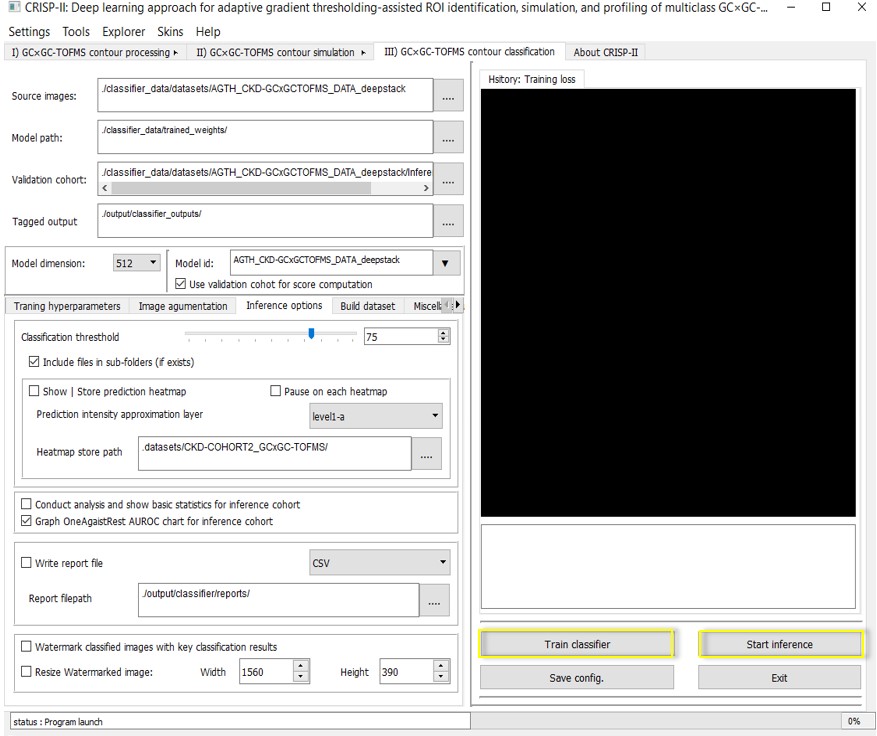 CRISP-II: Deep learning approach for adaptive gradient thresholding-assisted ROI identification, simulation, and profiling of multiclass GC×GC-...
Settings Tools Explorer Skins Help
I) GC×GC-TOFMS contour processing II) GC×GC-TOFMS contour simulation III) GC×GC-TOFMS contour classification About CRISP-II
Source images: ./classifier_data/datasets/AGTH_CKD-GCxGCTOFMS_DATA_deepstack ....
Model path: ./classifier_data/trained_weights/ ....
Validation cohort: ./classifier_data/datasets/AGTH_CKD-GCxGCTOFMS_DATA_deepstack/Infere ....
Tagged output ./output/classifier_outputs/ ....
Model dimension: 512 Model id: AGTH_CKD-GCxGCTOFMS_DATA_deepstack
Use validation cohot for score computation
Traning hyperparameters Image agumentation Inference options Build dataset Miscella
Classification threshold 75
Include files in sub-folders (if exists)
Show | Store prediction heatmap Pause on each heatmap
Prediction intensity approximation layer level1-a
Heatmap store path .datasets/CKD-COHORT2_GCxGC-TOFMS/ ....
Conduct analysis and show basic statistics for inference cohort
Graph OneAgaistRest AUROC chart for inference cohort
Write report file CSV
Report filepath ./output/classifier/reports/ ....
Watermark classified images with key classification results
Resize Watermarked image: Width 1560 Height 390
Hsitory: Training loss
Train classifier Start inference
Save config. Exit
status : Program launch 0%